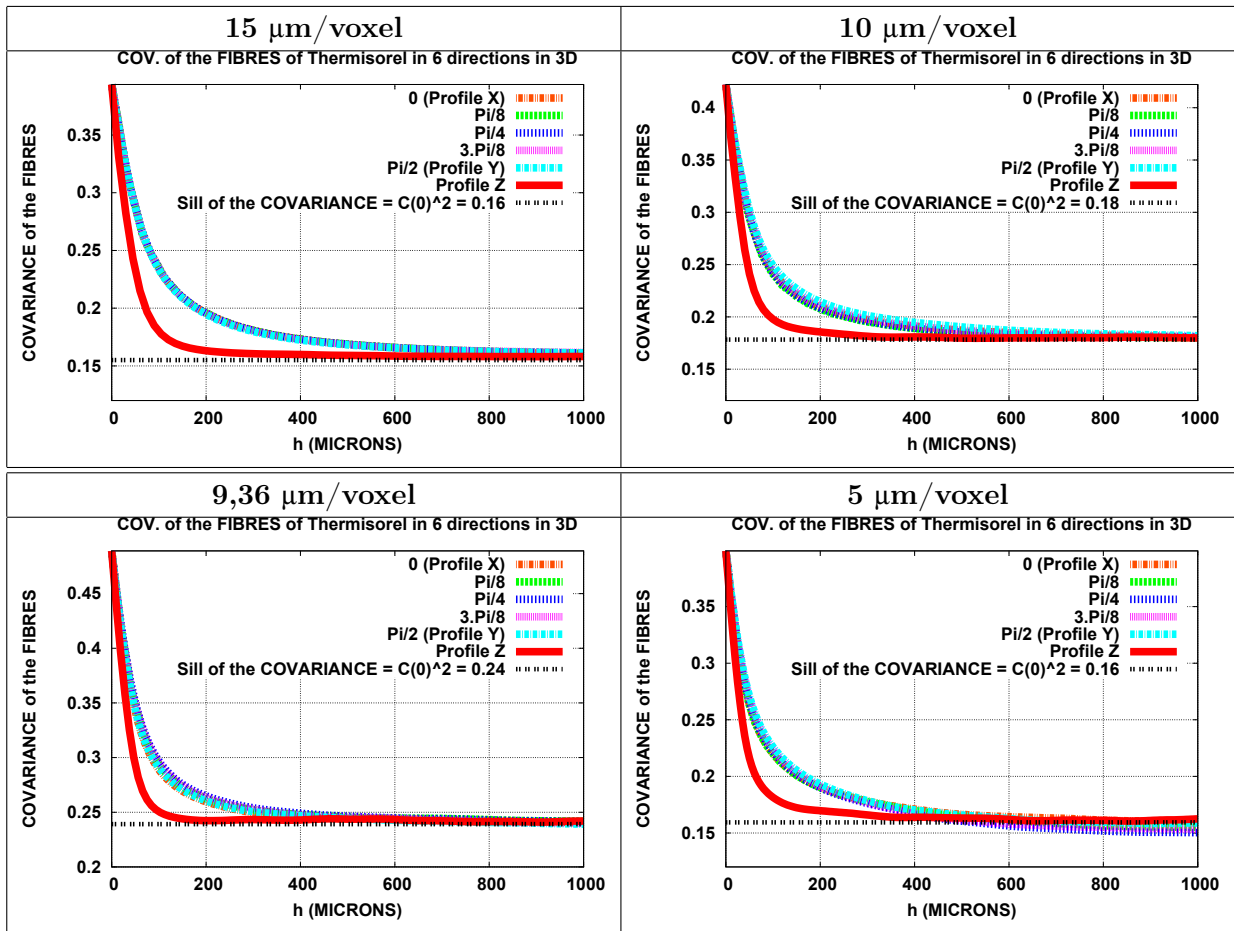 15 µm/voxel
COV. of the FIBRES of Thermisorel in 6 directions in 3D
COVARIANCE of the FIBRES
0.35
0.3
0.25
0.2
0.15
0 (Profile X)
Pi/8
Pi/4
3.Pi/8
Pi/2 (Profile Y)
Profile Z
Sill of the COVARIANCE = C(0)^2 = 0.16
0 200 400 600 800 1000
h (MICRONS)
10 µm/voxel
COV. of the FIBRES of Thermisorel in 6 directions in 3D
COVARIANCE of the FIBRES
0.4
0.35
0.3
0.25
0.2
0.15
0 (Profile X)
Pi/8
Pi/4
3.Pi/8
Pi/2 (Profile Y)
Profile Z
Sill of the COVARIANCE = C(0)^2 = 0.18
0 200 400 600 800 1000
h (MICRONS)
9,36 µm/voxel
COV. of the FIBRES of Thermisorel in 6 directions in 3D
COVARIANCE of the FIBRES
0.45
0.4
0.35
0.3
0.25
0.2
0 (Profile X)
Pi/8
Pi/4
3.Pi/8
Pi/2 (Profile Y)
Profile Z
Sill of the COVARIANCE = C(0)^2 = 0.24
0 200 400 600 800 1000
h (MICRONS)
5 µm/voxel
COV. of the FIBRES of Thermisorel in 6 directions in 3D
COVARIANCE of the FIBRES
0.35
0.3
0.25
0.2
0.15
0 (Profile X)
Pi/8
Pi/4
3.Pi/8
Pi/2 (Profile Y)
Profile Z
Sill of the COVARIANCE = C(0)^2 = 0.16
0 200 400 600 800 1000
h (MICRONS)